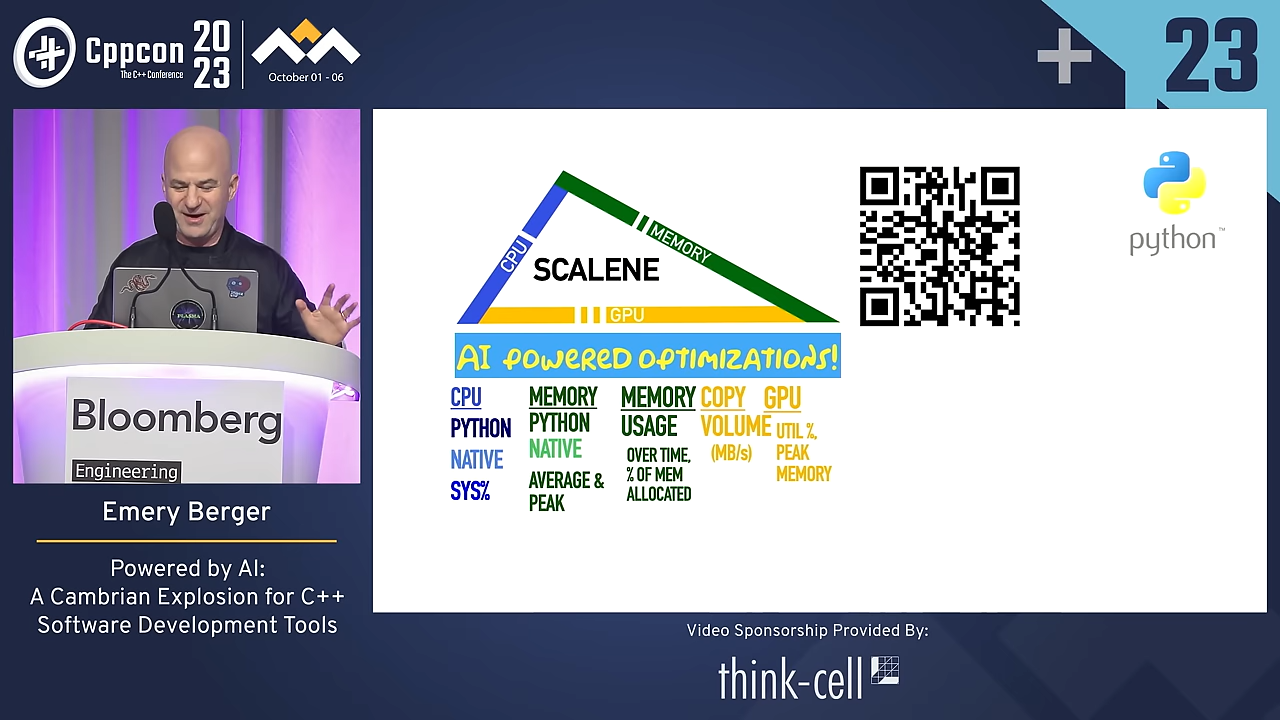 Cppcon
The C++ Conference
20
23
October 01 - 06
23
CPU
MEMORY
SCALENE
GPU
AI POWERED OPTIMIZATIONS!
CPU
PYTHON
NATIVE
SYS%
MEMORY
PYTHON
NATIVE
AVERAGE &
PEAK
MEMORY
USAGE
OVER TIME,
% OF MEM
ALLOCATED
COPY
VOLUME
(MB/s)
GPU
UTIL %,
PEAK
MEMORY
python™
PLASMA
Bloomberg
Engineering
Emery Berger
Powered by AI:
A Cambrian Explosion for C++
Software Development Tools
Video Sponsorship Provided By:
think-cell